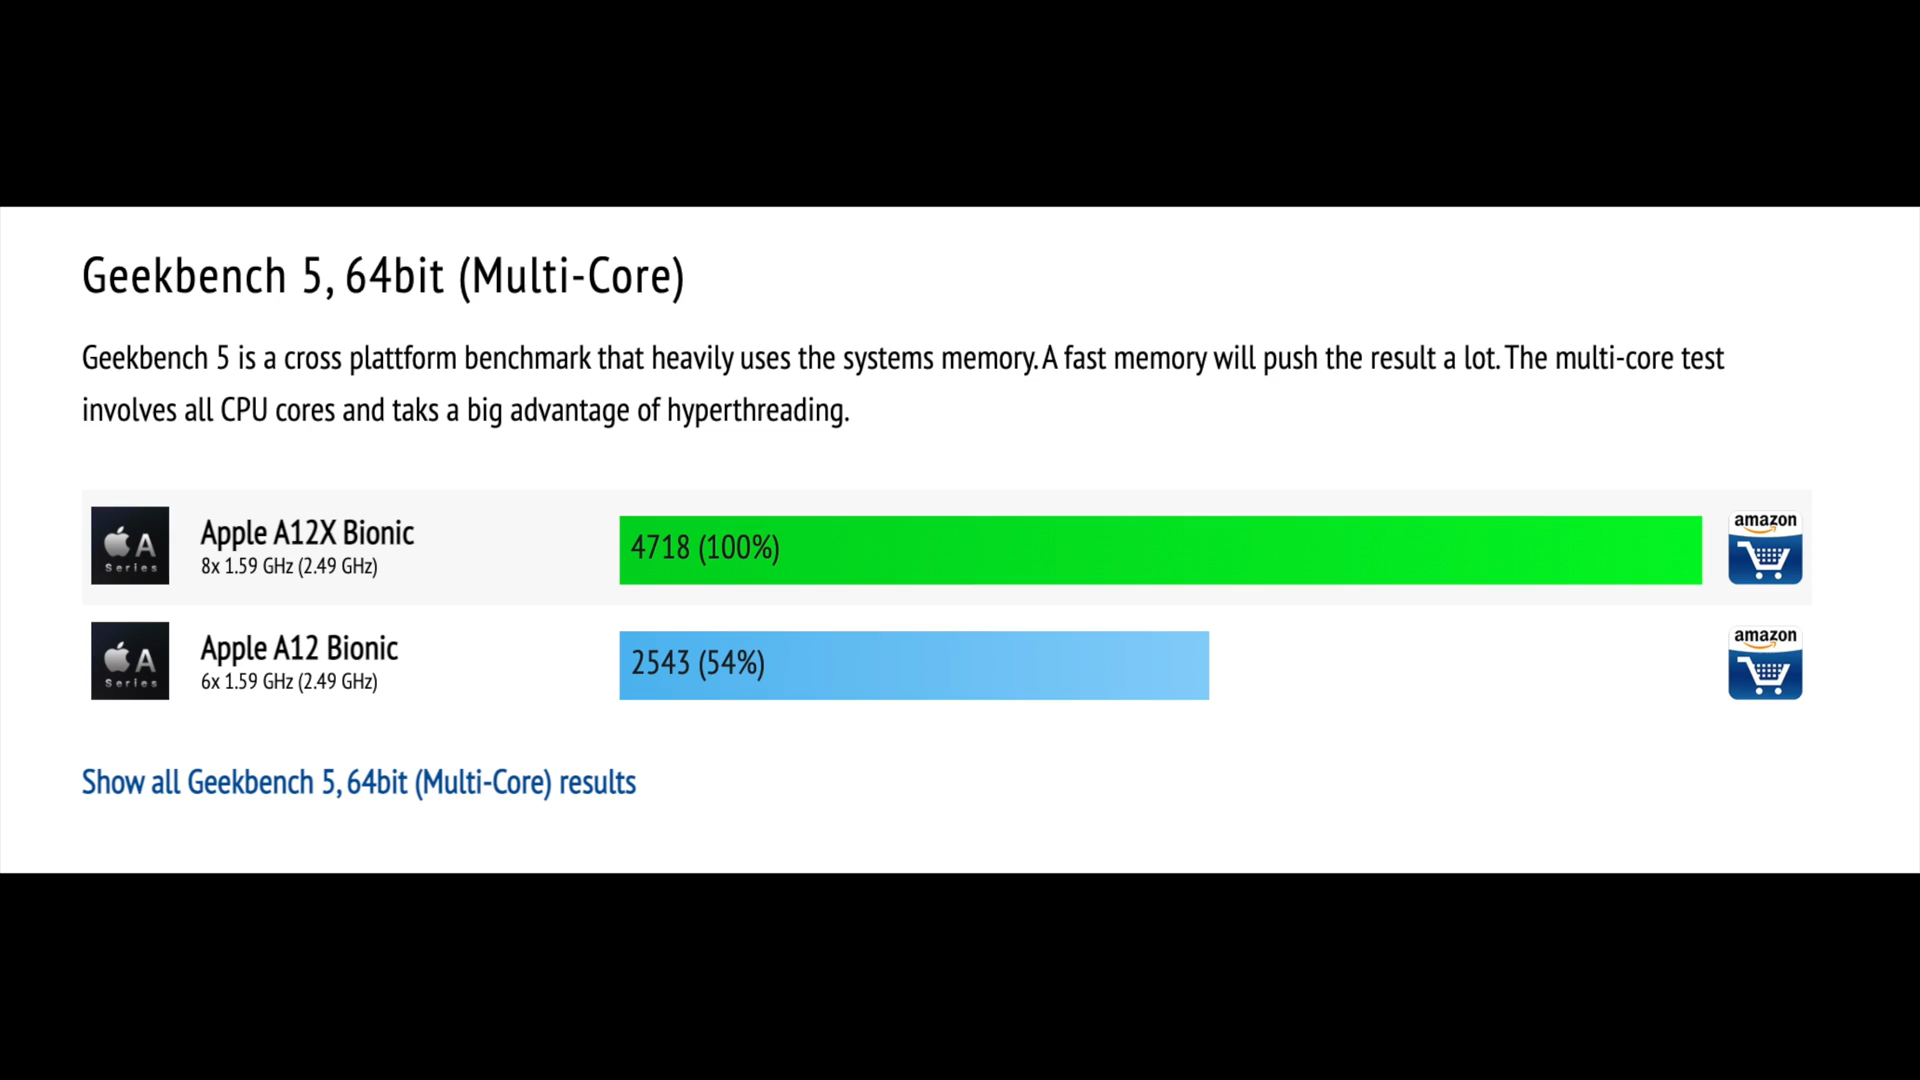 Geekbench 5, 64bit (Multi-Core)
Geekbench 5 is a cross plattform benchmark that heavily uses the systems memory. A fast memory will push the result a lot. The multi-core test
involves all CPU cores and taks a big advantage of hyperthreading.
A
Series
Apple A12X Bionic
8x 1.59 GHz (2.49 GHz)
4718 (100%)
amazon
A
Series
Apple A12 Bionic
6x 1.59 GHz (2.49 GHz)
2543 (54%)
amazon
Show all Geekbench 5, 64bit (Multi-Core) results